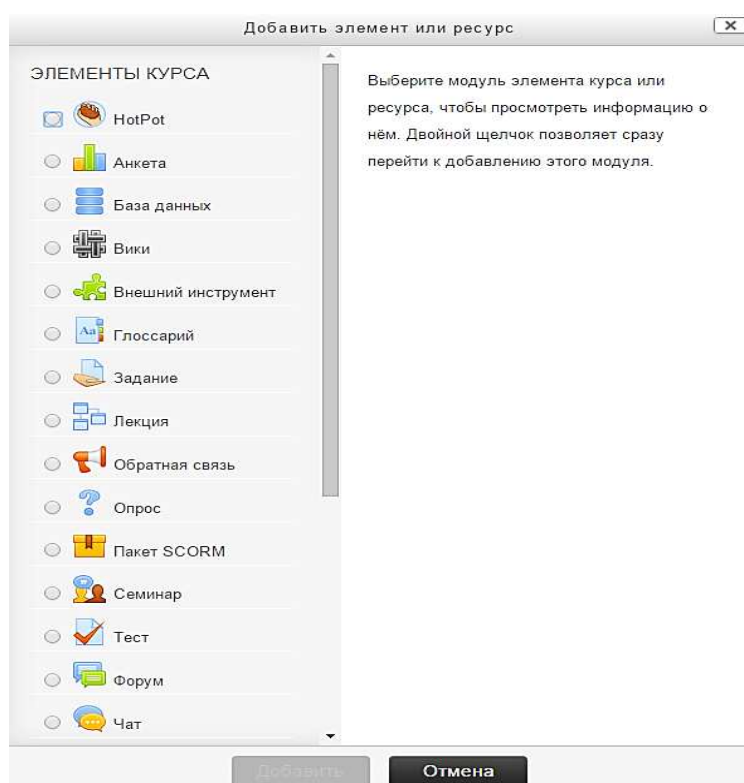 Добавить элемент или ресурс
ЭЛЕМЕНТЫ КУРСА
HotPot
Анкета
База данных
Вики
Внешний инструмент
Глоссарий
Задание
Лекция
Обратная связь
Опрос
Пакет SCORM
Семинар
Тест
Форум
Чат
Выберите модуль элемента курса или
ресурса, чтобы просмотреть информацию о
нём. Двойной щелчок позволяет сразу
перейти к добавлению этого модуля.
Добавить
Отмена